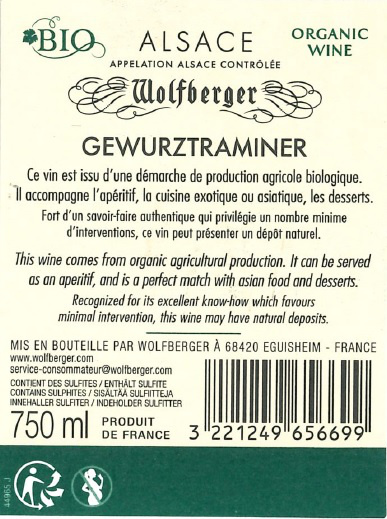 BIO
ALSACE
ORGANIC
WINE
APPELATION ALSACE CONTRÔLÉE
Wolfberger
GEWURZTRAMINER
Ce vin est issu d'une démarche de production agricole biologique.
Il accompagne l'apéritif, la cuisine exotique ou asiatique, les desserts.
Fort d'un savoir-faire authentique qui privilégie un nombre minime
d'interventions, ce vin peut présenter un dépôt naturel.
This wine comes from organic agricultural production. It can be served
as an aperitif, and is a perfect match with asian food and desserts.
Recognized for its excellent know-how which favours
minimal intervention, this wine may have natural deposits.
MIS EN BOUTEILLE PAR WOLFBERGER À 68420 EGUISHEIM - FRANCE
www.wolfberger.com
service-consommateur@wolfberger.com
CONTIENT DES SULFITES / ENTHÄLT SULFITE
CONTAINS SULPHITES / SISÄLTÄÄ SULFIITTEJA
INNEHALLER SULFITER / INDEHOLDER SULFITTER
750 ml
PRODUIT
DE FRANCE
3 221249 656699
44965 J